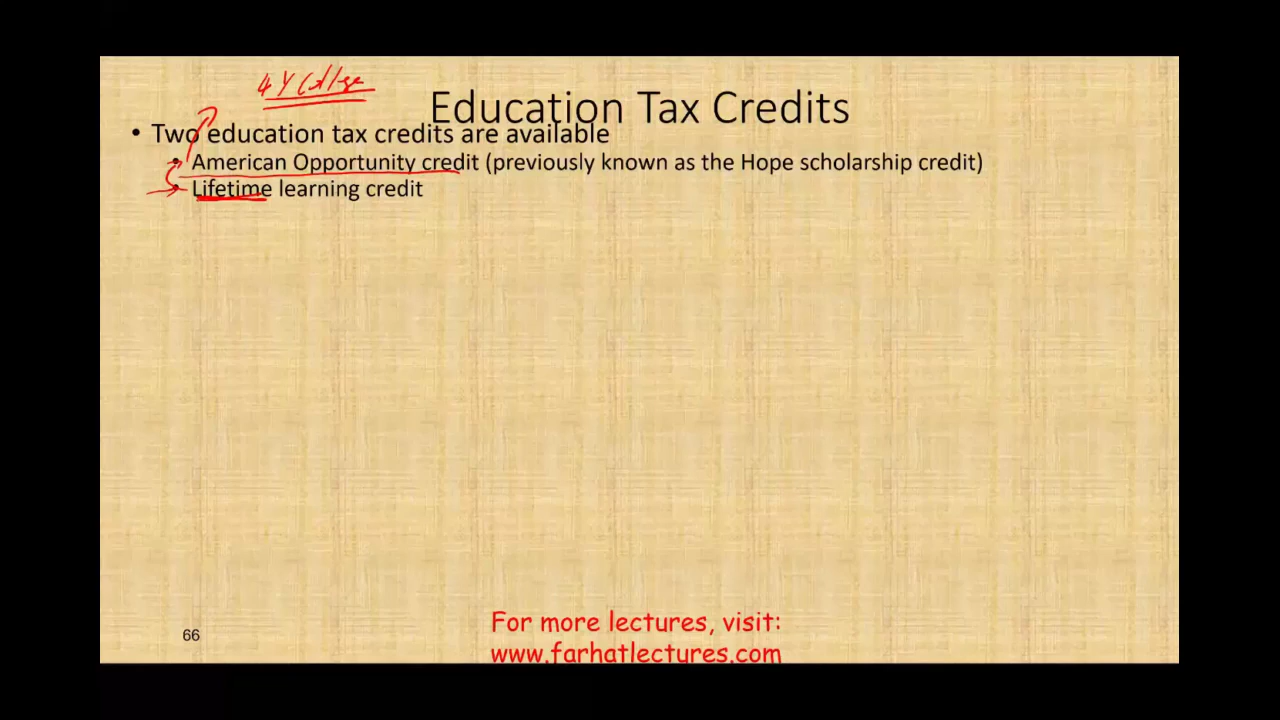 4 Y College
Education Tax Credits
• Two education tax credits are available
• American Opportunity credit (previously known as the Hope scholarship credit)
• Lifetime learning credit
66
For more lectures, visit:
www.farhatlectures.com